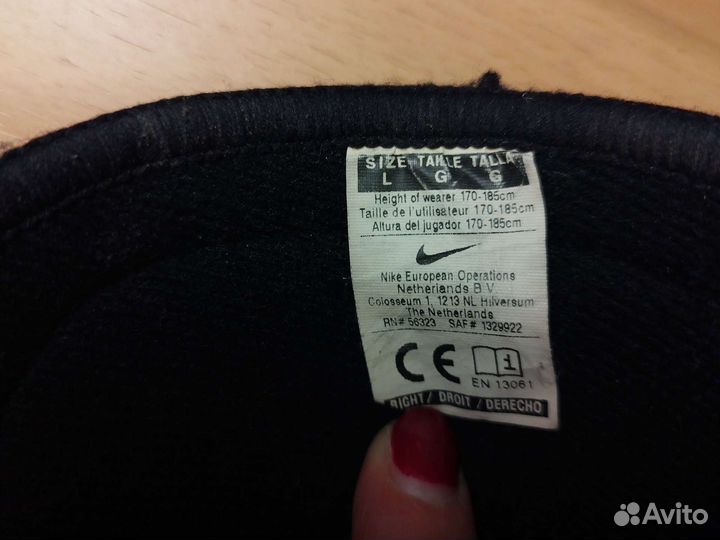 SIZE TAILLE TALLA
L G G
Height of wearer 170-185cm
Taille de l'utilisateur 170-185cm
Altura del jugador 170-185cm
Nike European Operations
Netherlands B.V.
Colosseum 1, 1213 NL Hilversum
The Netherlands
RN# 56323 SAF# 1329922
CE i
EN 13061
RIGHT / DROIT / DERECHO
Avito